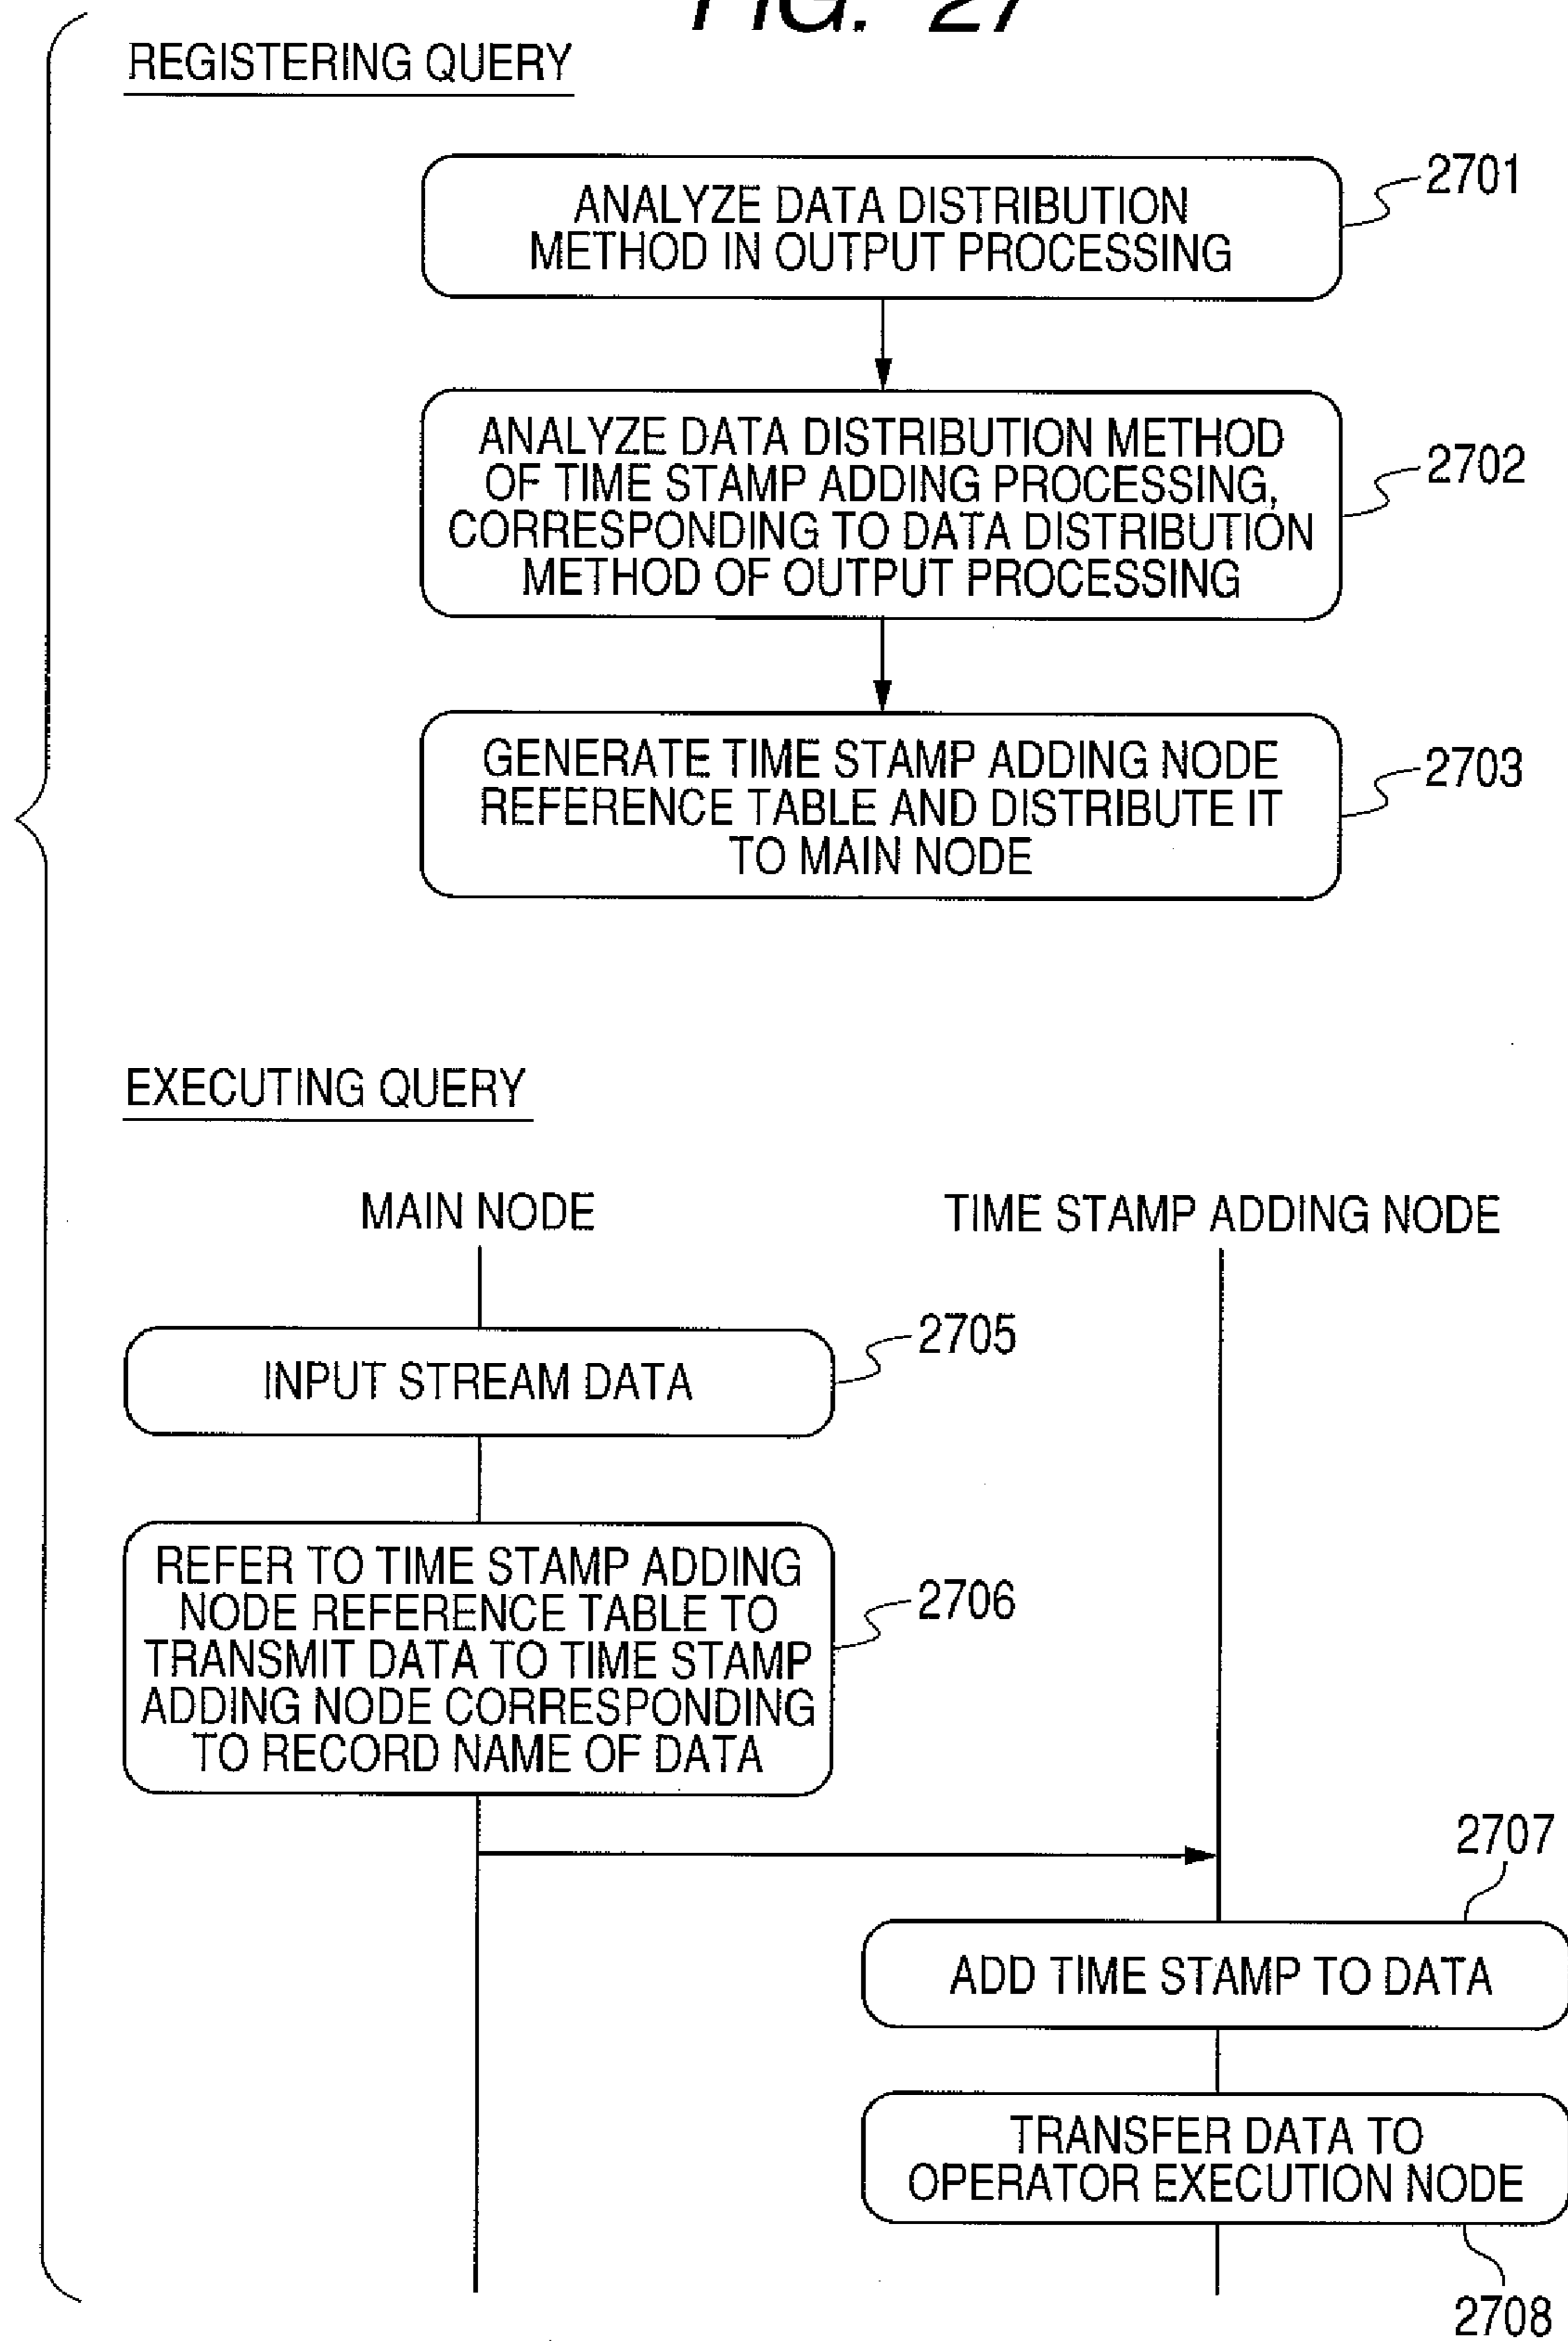 FIG. 27
REGISTERING QUERY
ANALYZE DATA DISTRIBUTION
METHOD IN OUTPUT PROCESSING
2701
ANALYZE DATA DISTRIBUTION METHOD
OF TIME STAMP ADDING PROCESSING,
CORRESPONDING TO DATA DISTRIBUTION
METHOD OF OUTPUT PROCESSING
2702
GENERATE TIME STAMP ADDING NODE
REFERENCE TABLE AND DISTRIBUTE IT
TO MAIN NODE
2703
EXECUTING QUERY
MAIN NODE
TIME STAMP ADDING NODE
INPUT STREAM DATA
2705
REFER TO TIME STAMP ADDING
NODE REFERENCE TABLE TO
TRANSMIT DATA TO TIME STAMP
ADDING NODE CORRESPONDING
TO RECORD NAME OF DATA
2706
2707
ADD TIME STAMP TO DATA
TRANSFER DATA TO
OPERATOR EXECUTION NODE
2708